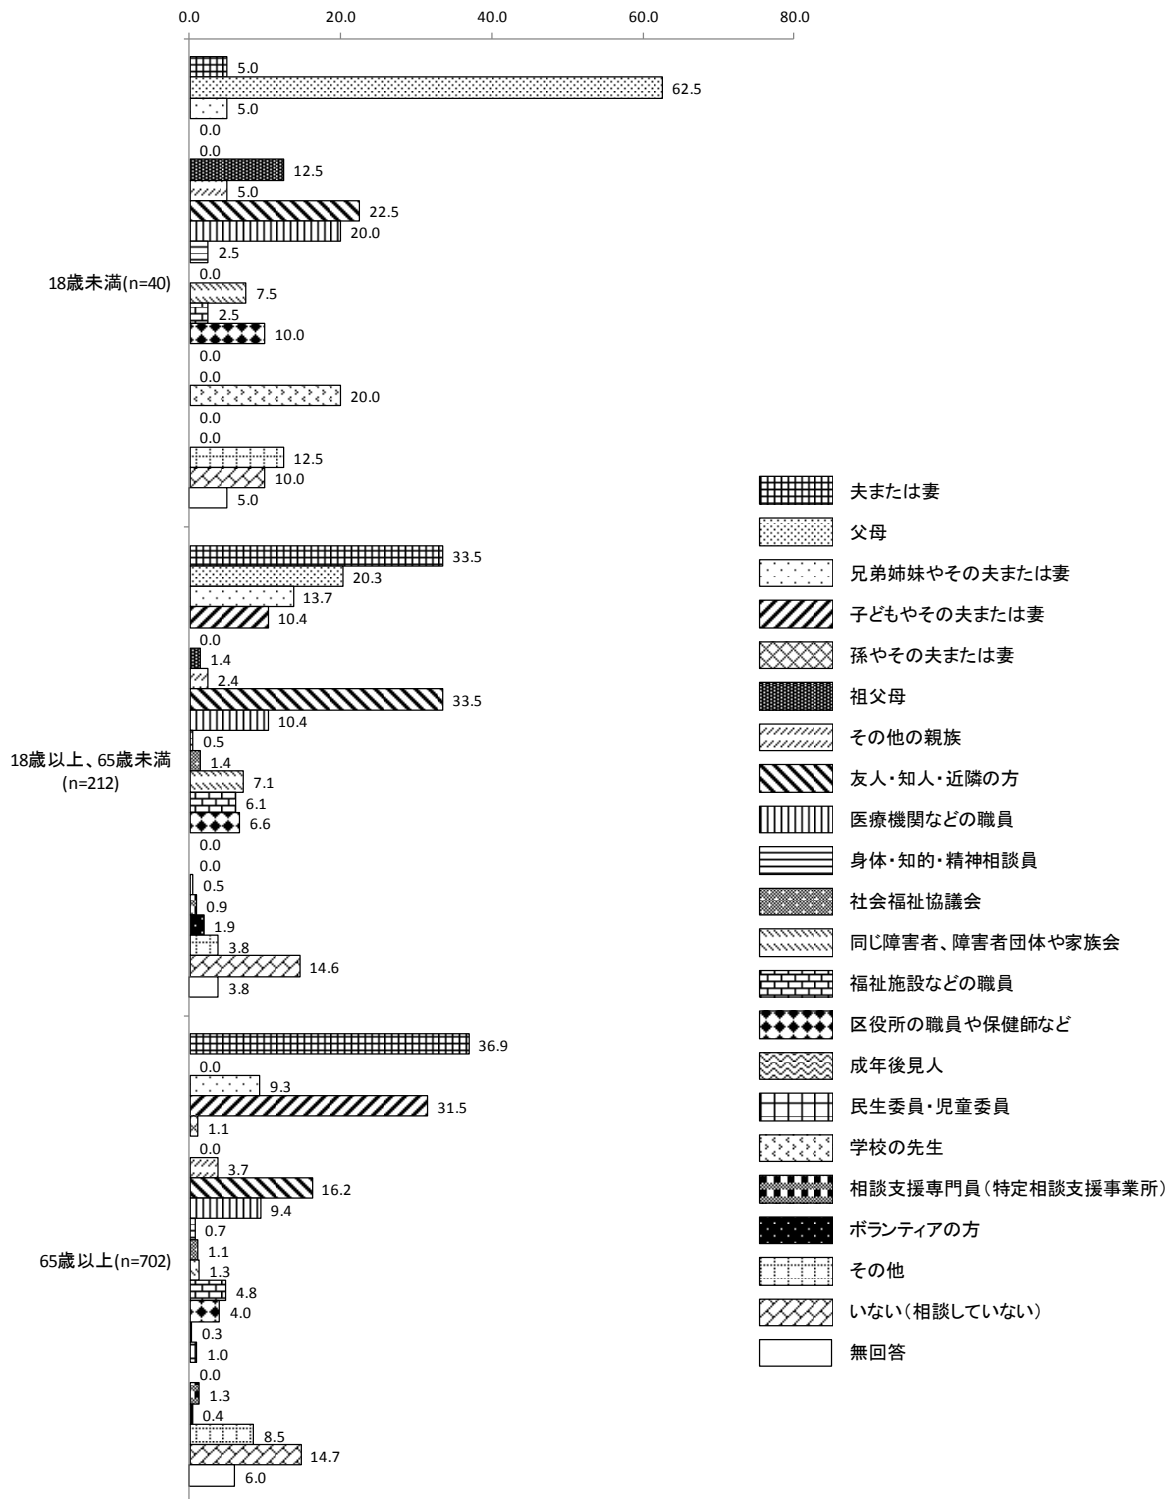 0.0 20.0 40.0 60.0 80.0
5.0
62.5
5.0
0.0
0.0
12.5
5.0
22.5
20.0
2.5
18歳未満(n=40)
0.0
7.5
2.5
10.0
0.0
0.0
20.0
0.0
0.0
12.5
10.0
5.0
33.5
20.3
13.7
10.4
0.0
1.4
2.4
33.5
10.4
0.5
18歳以上、65歳未満
(n=212)
1.4
7.1
6.1
6.6
0.0
0.0
0.5
0.9
1.9
3.8
14.6
3.8
36.9
0.0
9.3
31.5
1.1
0.0
3.7
16.2
9.4
0.7
65歳以上(n=702)
1.1
1.3
4.8
4.0
0.3
1.0
0.0
1.3
0.4
8.5
14.7
6.0
夫または妻
父母
兄弟姉妹やその夫または妻
子どもやその夫または妻
孫やその夫または妻
祖父母
その他の親族
友人・知人・近隣の方
医療機関などの職員
身体・知的・精神相談員
社会福祉協議会
同じ障害者、障害者団体や家族会
福祉施設などの職員
区役所の職員や保健師など
成年後見人
民生委員・児童委員
学校の先生
相談支援専門員（特定相談支援事業所）
ボランティアの方
その他
いない（相談していない）
無回答